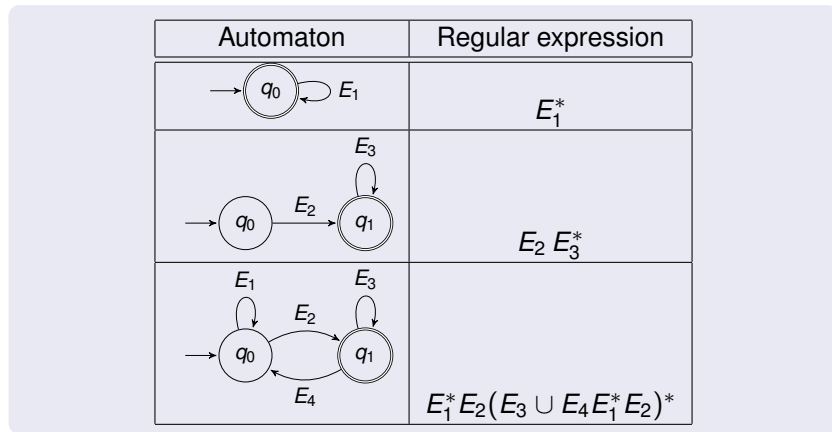 Automaton Regular expression
q0 E1
E1*
E3
E2
q0 q1
E2 E3*
E1 E3
E2
q0 q1
E4
E1*E2(E3 ∪ E4E1*E2)*